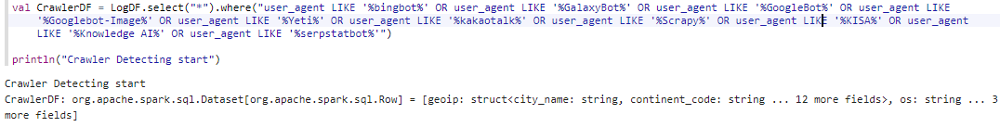 val CrawlerDF = LogDF.select("*").where("user_agent LIKE '%bingbot%' OR user_agent LIKE '%GalaxyBot%' OR user_agent LIKE '%GoogleBot%' OR user_agent LIKE
'%Googlebot-Image%' OR user_agent LIKE '%Yeti%' OR user_agent LIKE '%kakaotalk%' OR user_agent LIKE '%Scrapy%' OR user_agent LIKE '%KISA%' OR user_agent
LIKE '%Knowledge AI%' OR user_agent LIKE '%serpstatbot%'")
println("Crawler Detecting start")
Crawler Detecting start
CrawlerDF: org.apache.spark.sql.Dataset[org.apache.spark.sql.Row] = [geoip: struct<city_name: string, continent_code: string ... 12 more fields>, os: string ... 3
more fields]